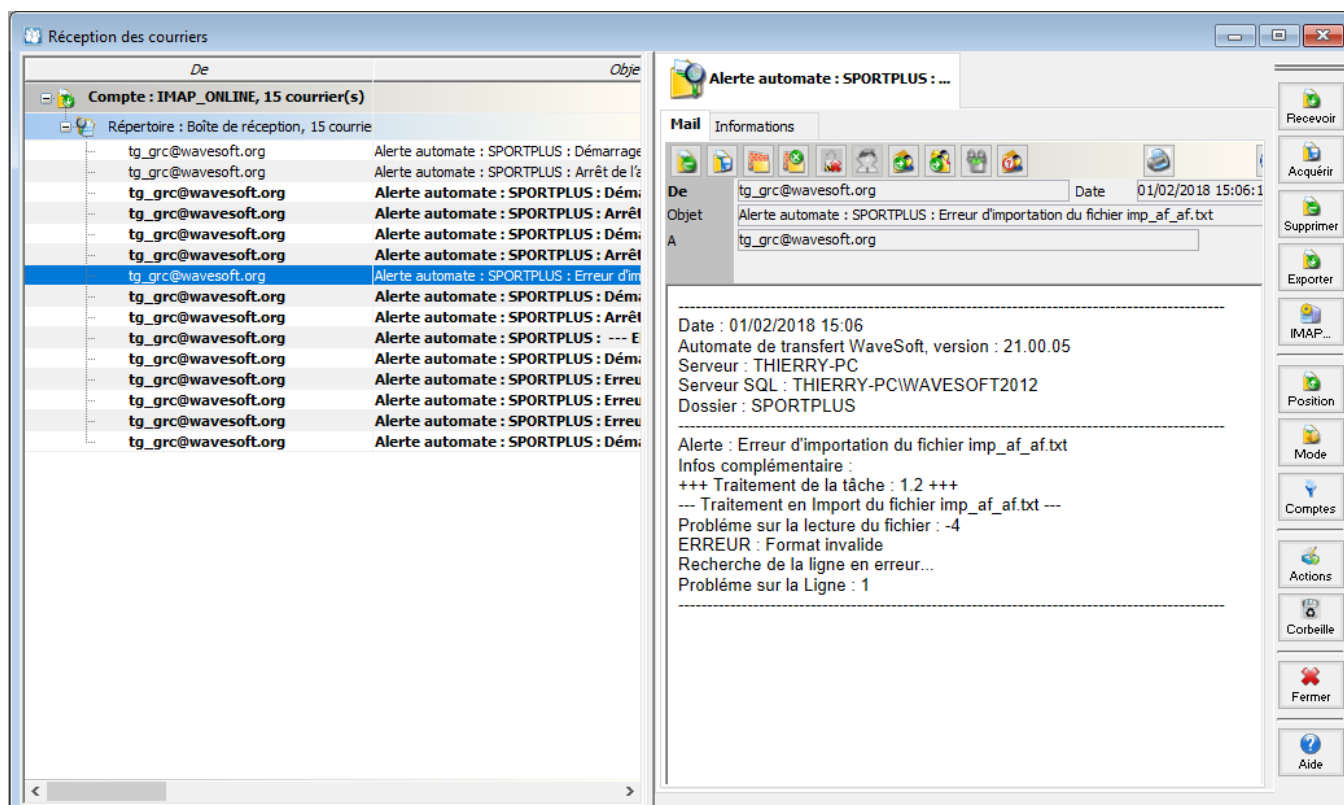 Réception des courriers
De Obje
Compte : IMAP_ONLINE, 15 courrier(s)
Répertoire : Boîte de réception, 15 courrie
tg_grc@wavesoft.org Alerte automate : SPORTPLUS : Démarrage
tg_grc@wavesoft.org Alerte automate : SPORTPLUS : Arrêt de l'a
tg_grc@wavesoft.org Alerte automate : SPORTPLUS : Déma
tg_grc@wavesoft.org Alerte automate : SPORTPLUS : Arrêt
tg_grc@wavesoft.org Alerte automate : SPORTPLUS : Déma
tg_grc@wavesoft.org Alerte automate : SPORTPLUS : Arrêt
tg_grc@wavesoft.org Alerte automate : SPORTPLUS : Erreur d'im
tg_grc@wavesoft.org Alerte automate : SPORTPLUS : Déma
tg_grc@wavesoft.org Alerte automate : SPORTPLUS : Arrêt
tg_grc@wavesoft.org Alerte automate : SPORTPLUS : --- E
tg_grc@wavesoft.org Alerte automate : SPORTPLUS : Déma
tg_grc@wavesoft.org Alerte automate : SPORTPLUS : Erreu
tg_grc@wavesoft.org Alerte automate : SPORTPLUS : Erreu
tg_grc@wavesoft.org Alerte automate : SPORTPLUS : Erreu
tg_grc@wavesoft.org Alerte automate : SPORTPLUS : Déma
Alerte automate : SPORTPLUS : ...
Mail Informations
De tg_grc@wavesoft.org Date 01/02/2018 15:06:1
Objet Alerte automate : SPORTPLUS : Erreur d'importation du fichier imp_af_af.txt
A tg_grc@wavesoft.org
Date : 01/02/2018 15:06
Automate de transfert WaveSoft, version : 21.00.05
Serveur : THIERRY-PC
Serveur SQL : THIERRY-PC\WAVESOFT2012
Dossier : SPORTPLUS
Alerte : Erreur d'importation du fichier imp_af_af.txt
Infos complémentaire :
+++ Traitement de la tâche : 1.2 +++
--- Traitement en Import du fichier imp_af_af.txt ---
Probléme sur la lecture du fichier : -4
ERREUR : Format invalide
Recherche de la ligne en erreur...
Probléme sur la Ligne : 1
Recevoir
Acquérir
Supprimer
Exporter
IMAP...
Position
Mode
Comptes
Actions
Corbeille
Fermer
Aide